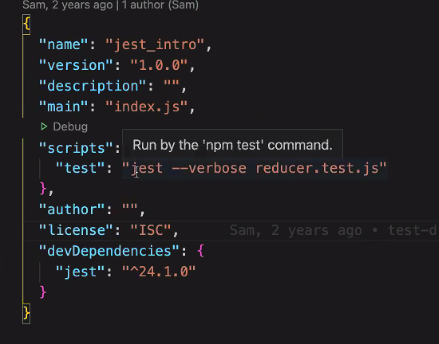 Sam, 2 years ago | 1 author (Sam)
{
"name": "jest_intro",
"version": "1.0.0",
"description": "",
"main": "index.js",
Debug
"scripts":
Run by the 'npm test' command.
"test": "jest --verbose reducer.test.js"
},
"author": "",
"license": "ISC", Sam, 2 years ago • test-d
"devDependencies": {
"jest": "^24.1.0"
}
}